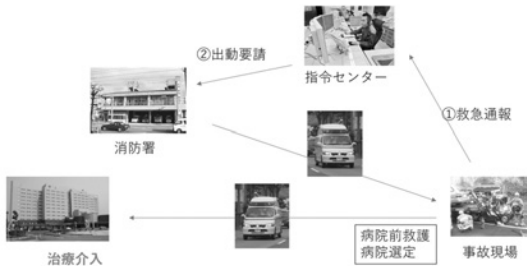 ②出動要請
指令センター
①救急通報
消防署
病院前救護
病院選定
事故現場
治療介入